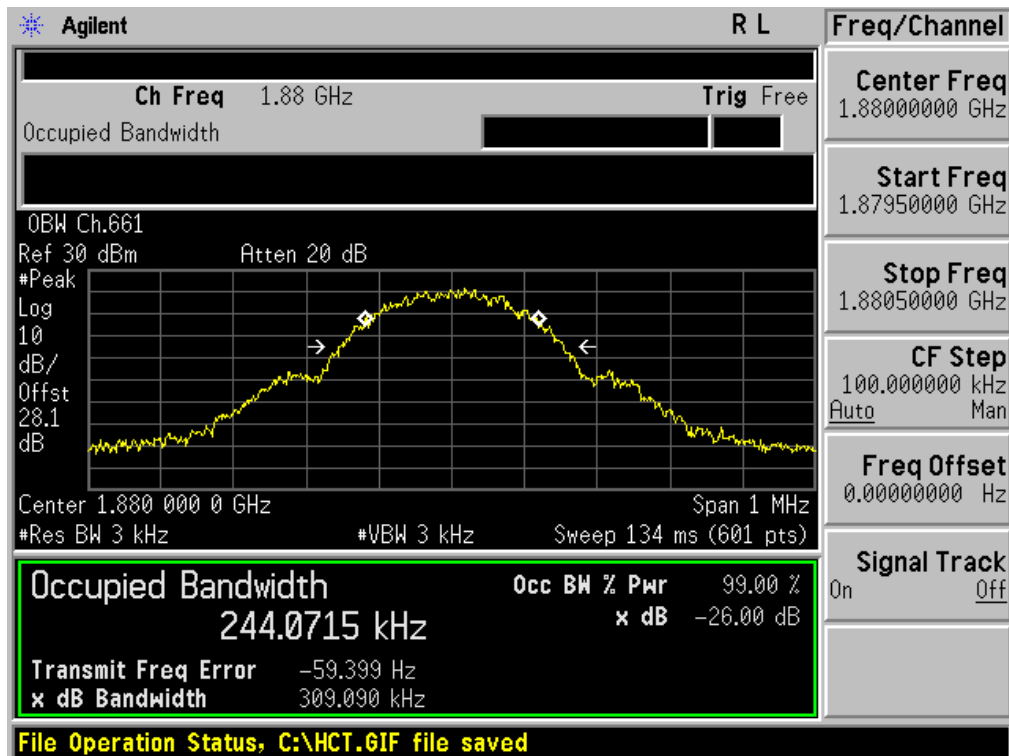 Agilent R L Freq/Channel
Ch Freq 1.88 GHz Trig Free
Occupied Bandwidth
Center Freq
1.88000000 GHz
Start Freq
1.87950000 GHz
Stop Freq
1.88050000 GHz
CF Step
100.000000 kHz
Auto Man
Freq Offset
0.00000000 Hz
Signal Track
On Off
OBW Ch.661
Ref 30 dBm Atten 20 dB
#Peak
Log
10
dB/
Offst
28.1
dB
Center 1.880 000 0 GHz Span 1 MHz
#Res BW 3 kHz #VBW 3 kHz Sweep 134 ms (601 pts)
Occupied Bandwidth
244.0715 kHz
Occ BW % Pwr 99.00 %
x dB -26.00 dB
Transmit Freq Error -59.399 Hz
x dB Bandwidth 309.090 kHz
File Operation Status, C:\HCT.GIF file saved